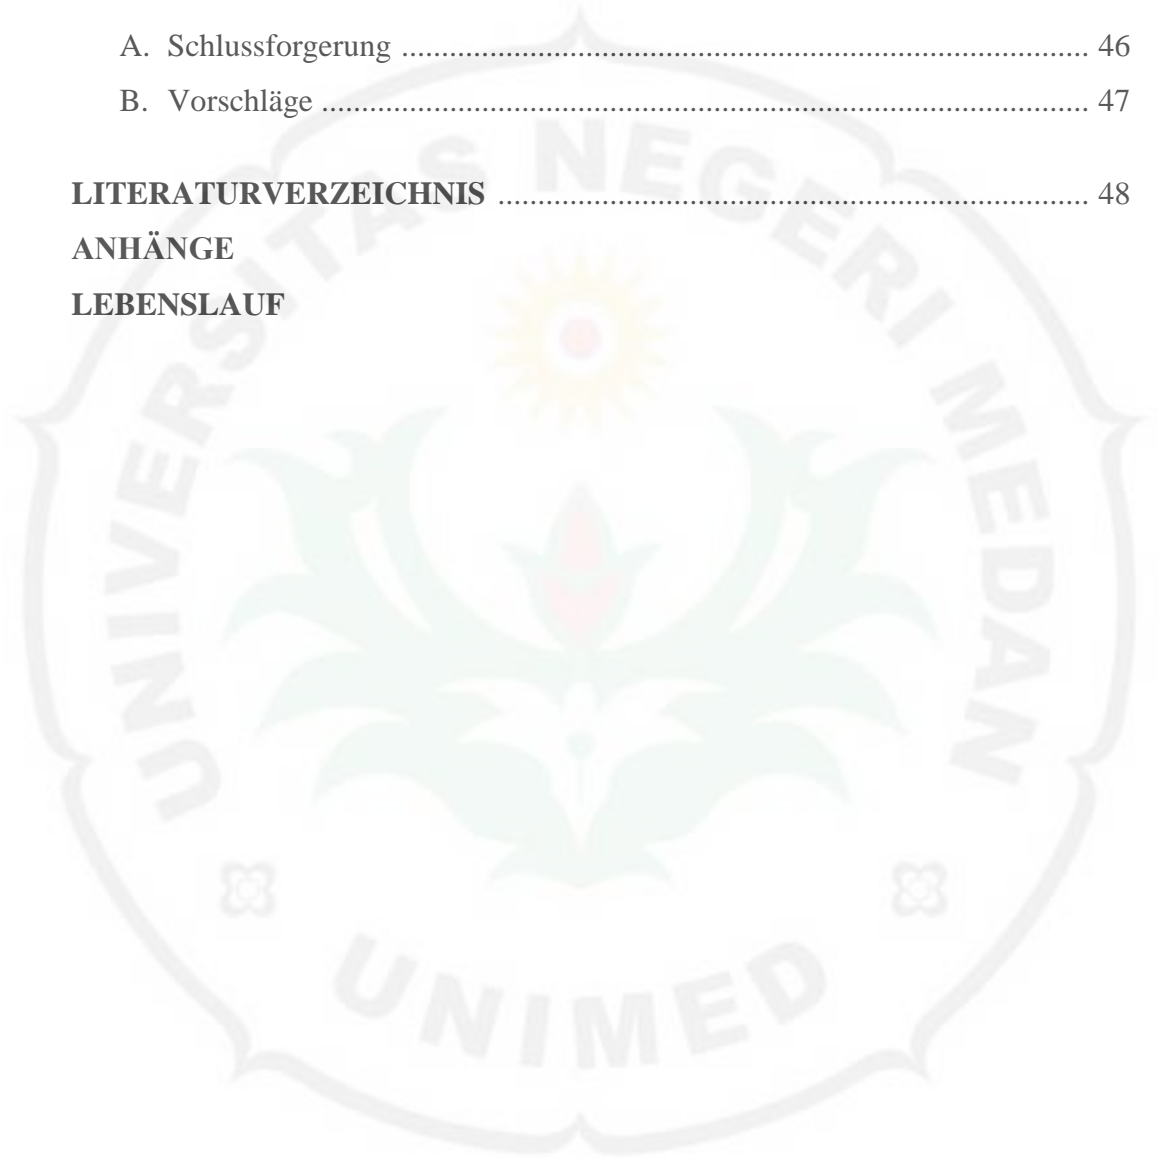 A. Schlussforgerung ........................................................................................ 46
B. Vorschläge .................................................................................................. 47
LITERATURVERZEICHNIS ........................................................................... 48
ANHÄNGE
LEBENSLAUF
UNIVERSITAS NEGERI MEDAN
UNIMED